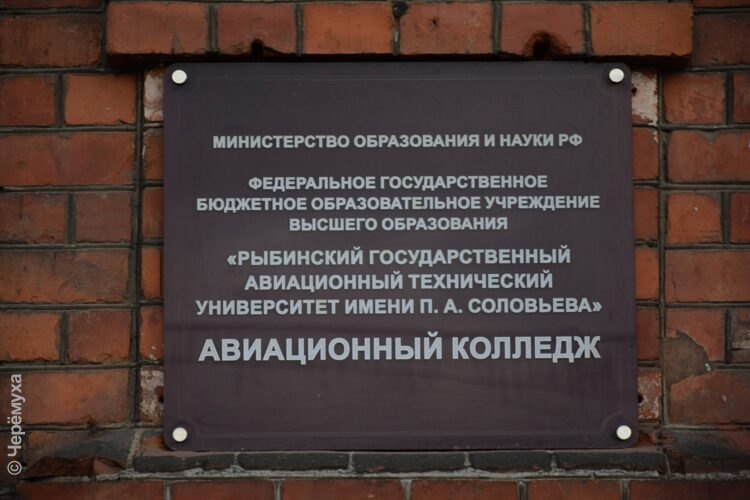 МИНИСТЕРСТВО ОБРАЗОВАНИЯ И НАУКИ РФ
ФЕДЕРАЛЬНОЕ ГОСУДАРСТВЕННОЕ
БЮДЖЕТНОЕ ОБРАЗОВАТЕЛЬНОЕ УЧРЕЖДЕНИЕ
ВЫСШЕГО ОБРАЗОВАНИЯ
«РЫБИНСКИЙ ГОСУДАРСТВЕННЫЙ
АВИАЦИОННЫЙ ТЕХНИЧЕСКИЙ
УНИВЕРСИТЕТ ИМЕНИ П. А. СОЛОВЬЕВА»
АВИАЦИОННЫЙ КОЛЛЕДЖ
© Черёмуха